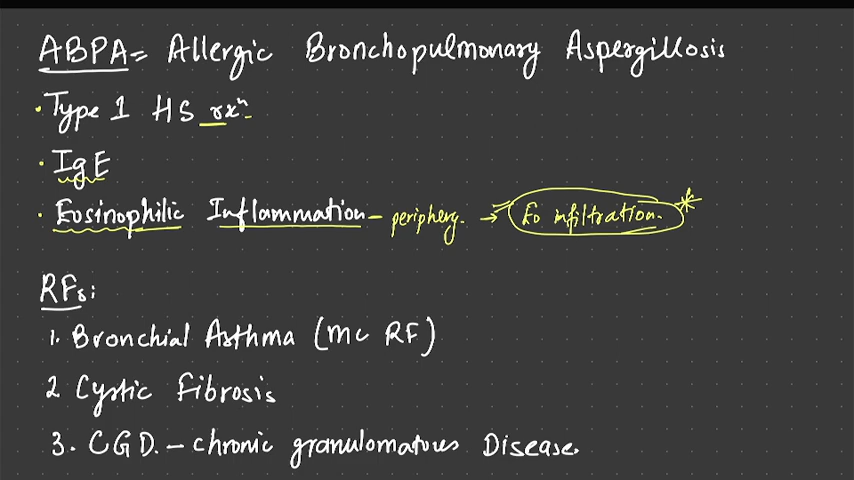 ABPA = Allergic Bronchopulmonary Aspergillosis
• Type 1 HS rxⁿ
• IgE
• Eosinophilic Inflammation – periphery. → Eo infiltration. *
RFs:
1. Bronchial Asthma (mc RF)
2 Cystic Fibrosis
3. CGD. – chronic granulomatous Disease.